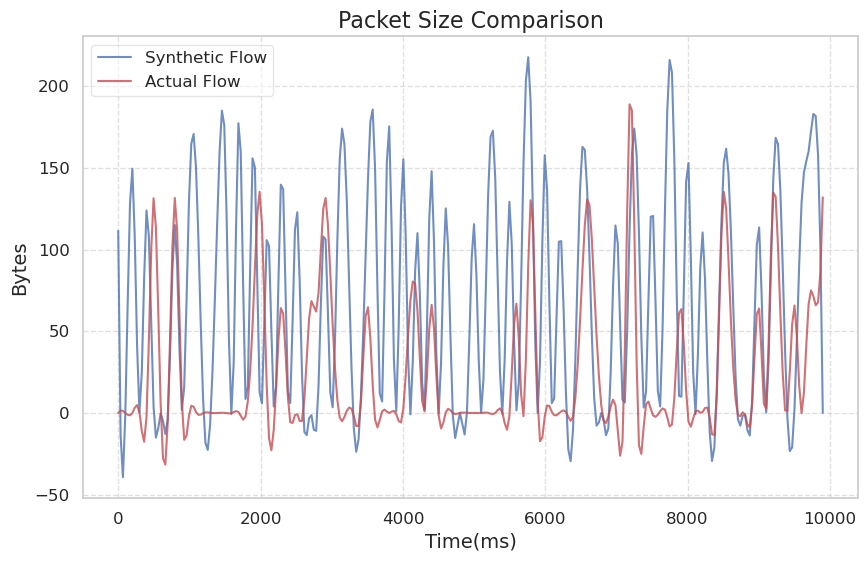 Packet Size Comparison
Synthetic Flow
Actual Flow
200
150
100
50
0
−50
Bytes
0 2000 4000 6000 8000 10000
Time(ms)